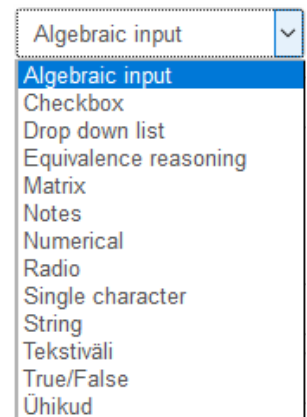 Algebraic input
Algebraic input
Checkbox
Drop down list
Equivalence reasoning
Matrix
Notes
Numerical
Radio
Single character
String
Tekstiväli
True/False
Ühikud